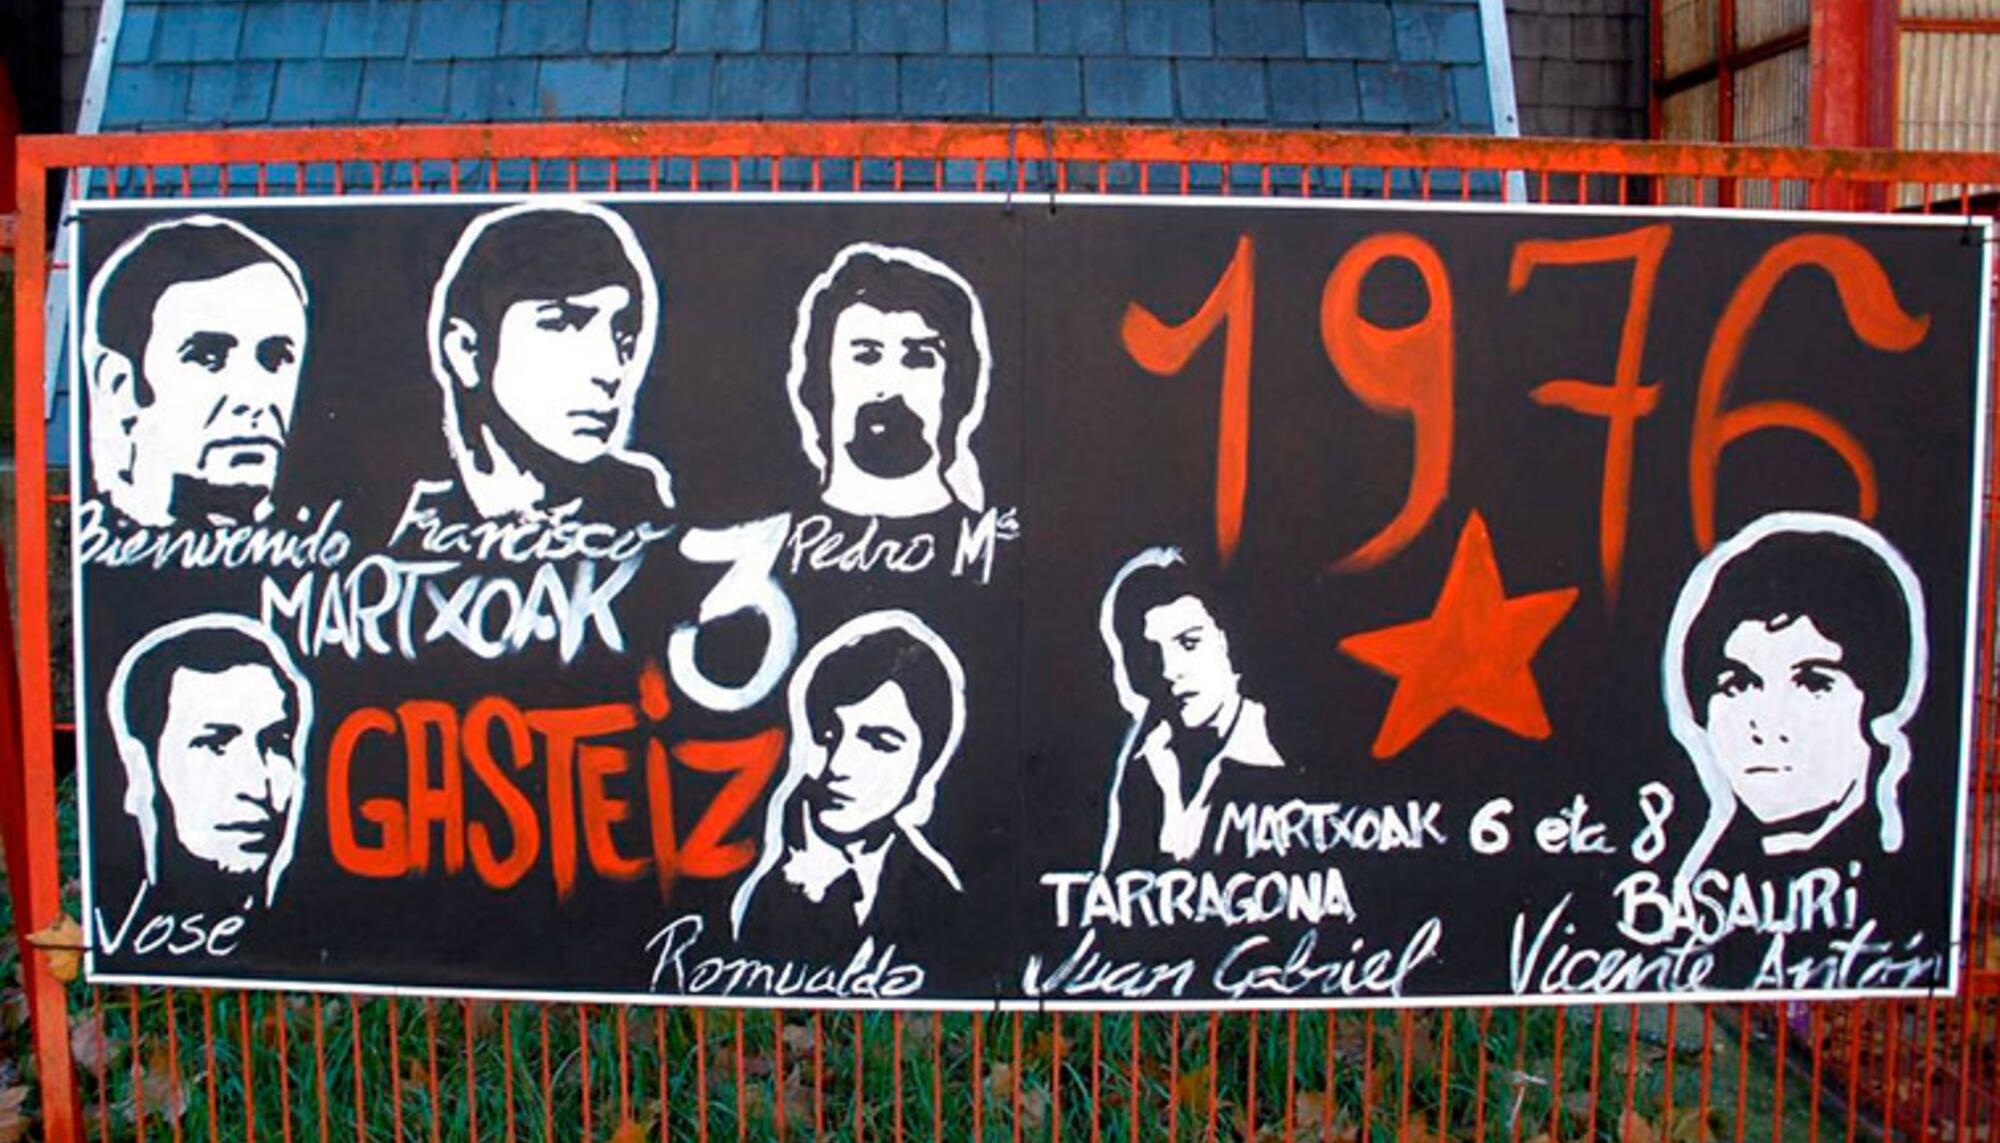 Bienvenido Francisco Pedro Mª
MARTXOAK 3
GASTEiZ
José
Romualdo
1976
MARTXOAK 6 eta 8
TARRAGONA BASAURi
Juan Gabriel Vicente Antón